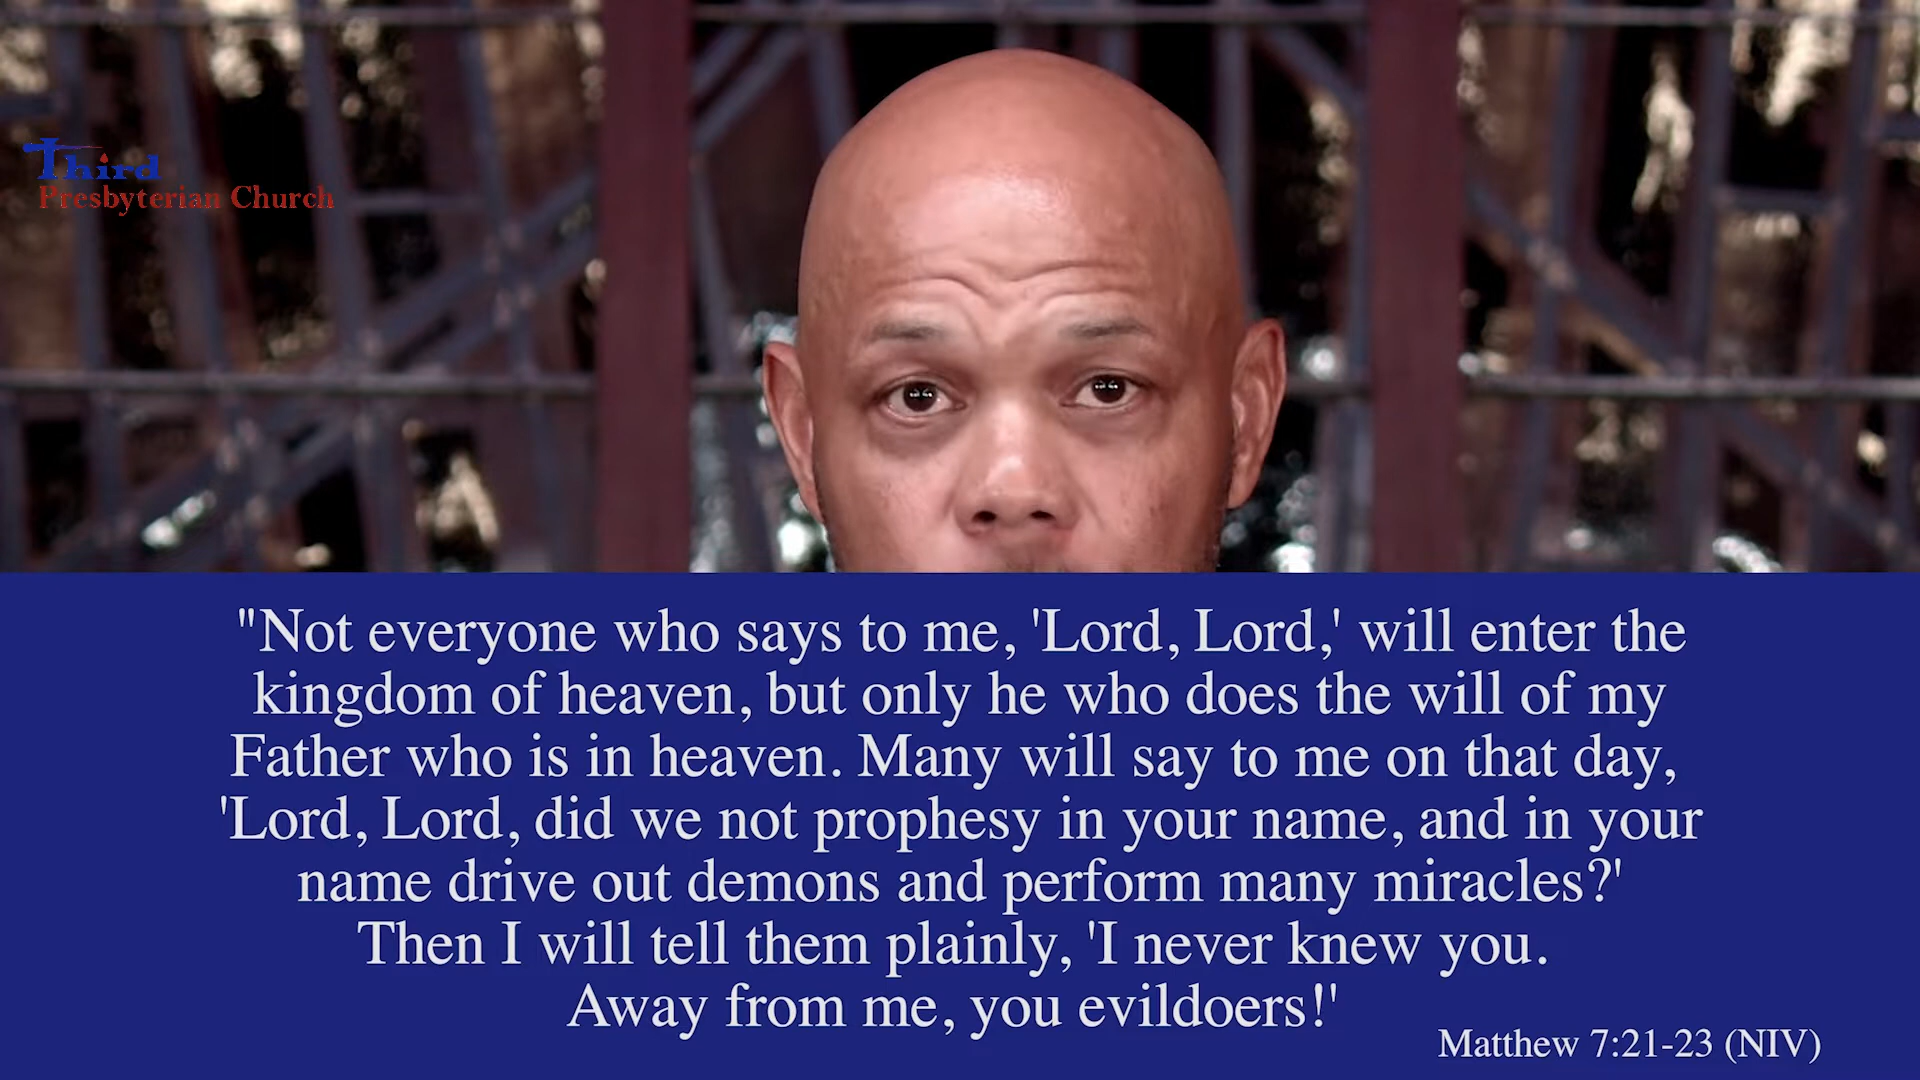 Third
Presbyterian Church
"Not everyone who says to me, 'Lord, Lord,' will enter the
kingdom of heaven, but only he who does the will of my
Father who is in heaven. Many will say to me on that day,
'Lord, Lord, did we not prophesy in your name, and in your
name drive out demons and perform many miracles?'
Then I will tell them plainly, 'I never knew you.
Away from me, you evildoers!'
Matthew 7:21-23 (NIV)